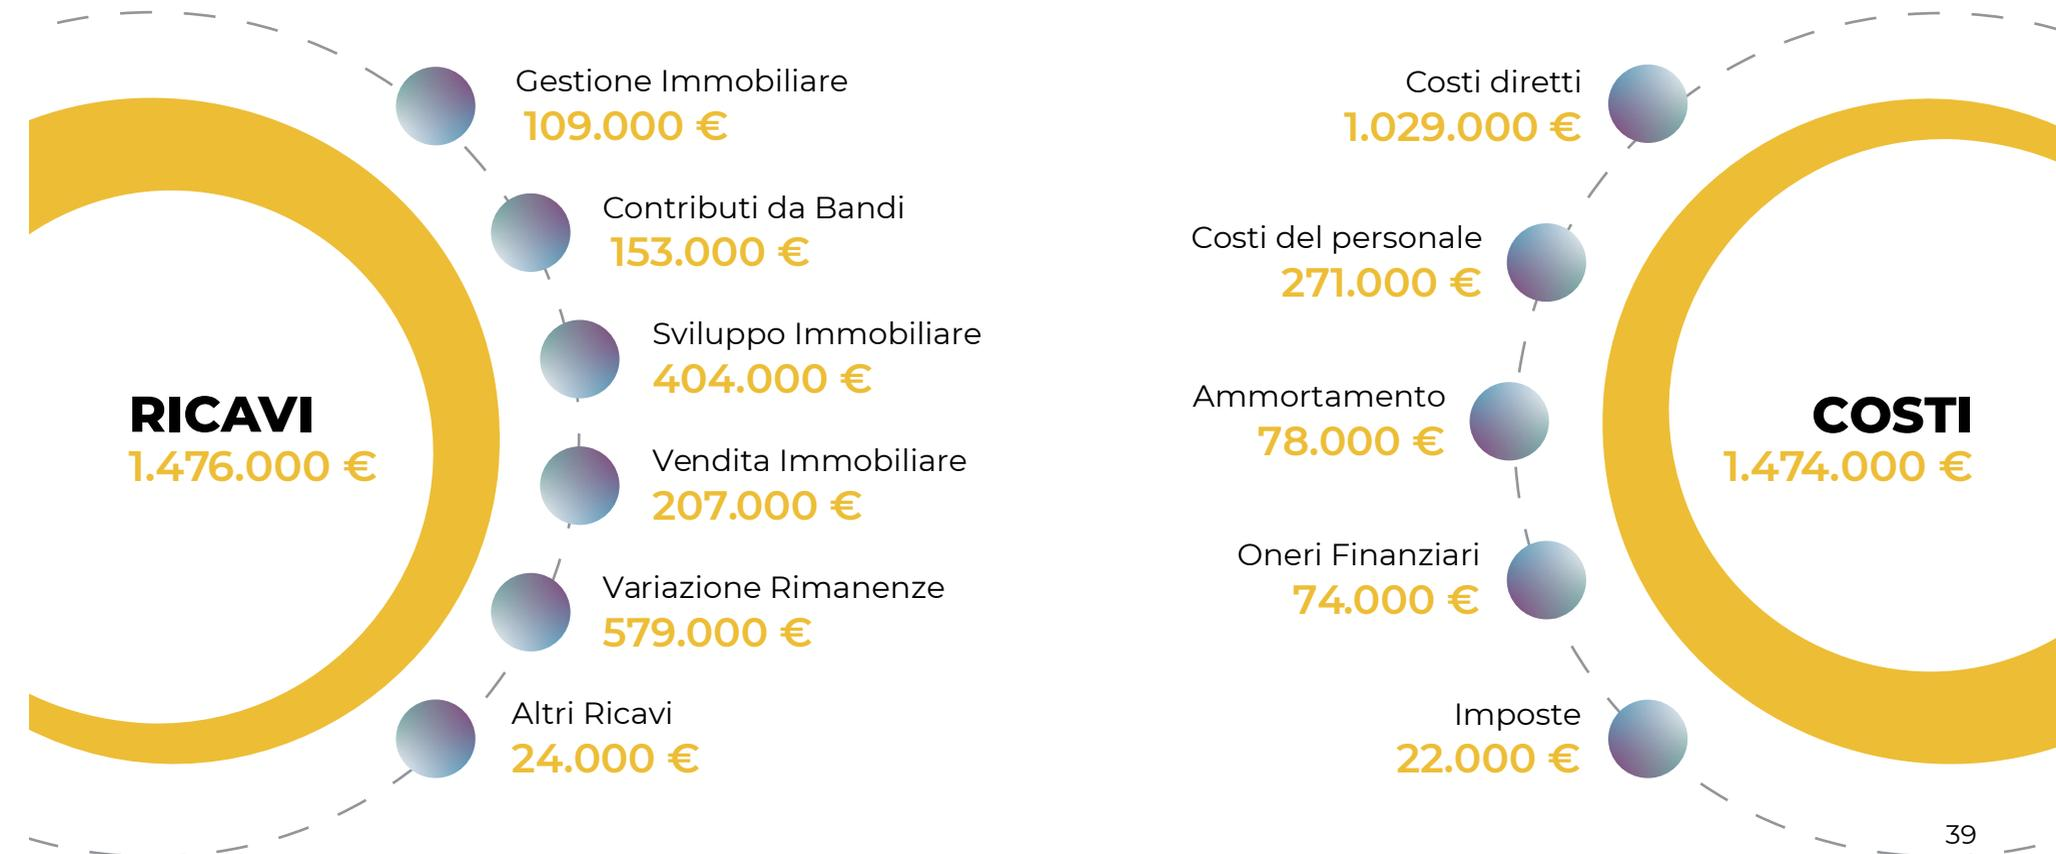 RICAVI
1.476.000 €
Gestione Immobiliare
109.000 €
Contributi da Bandi
153.000 €
Sviluppo Immobiliare
404.000 €
Vendita Immobiliare
207.000 €
Variazione Rimanenze
579.000 €
Altri Ricavi
24.000 €
Costi diretti
1.029.000 €
Costi del personale
271.000 €
Ammortamento
78.000 €
Oneri Finanziari
74.000 €
Imposte
22.000 €
COSTI
1.474.000 €
39